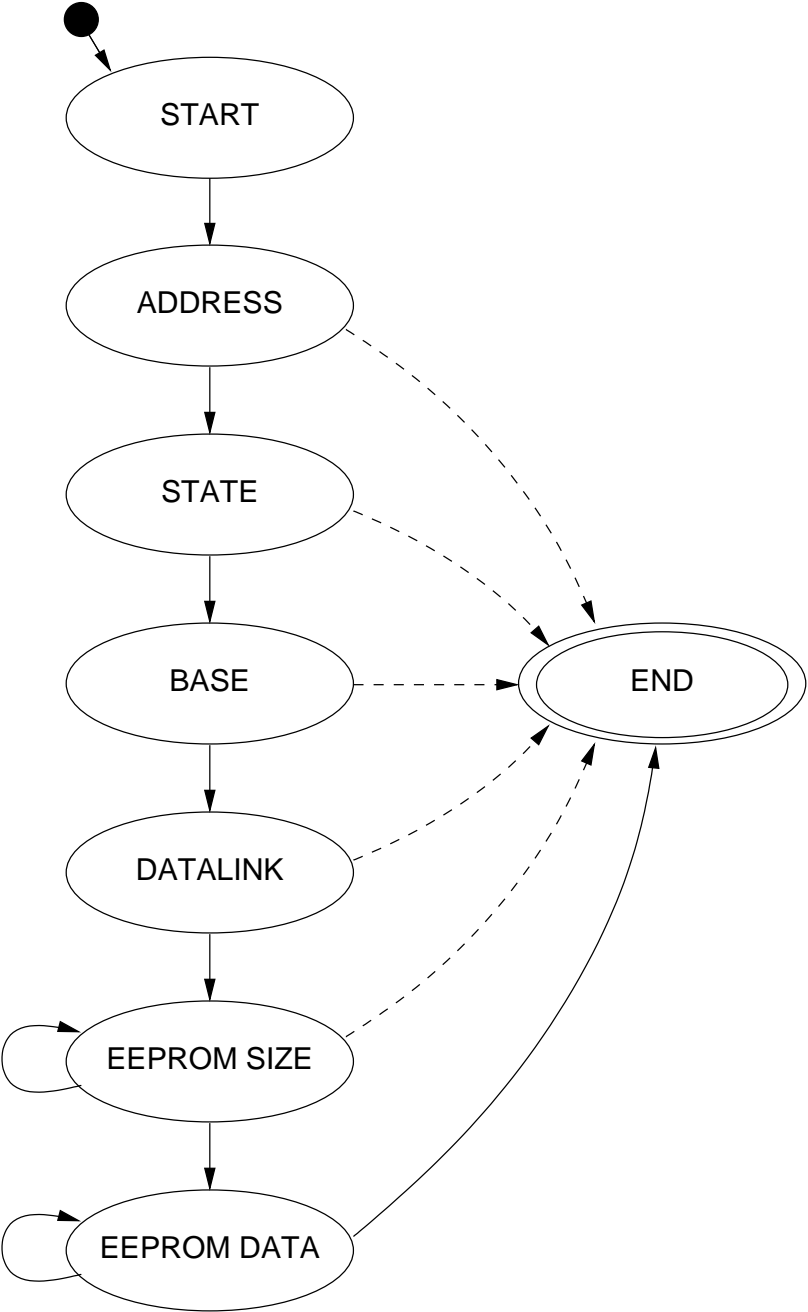 START
ADDRESS
STATE
BASE
END
DATALINK
EEPROM SIZE
EEPROM DATA